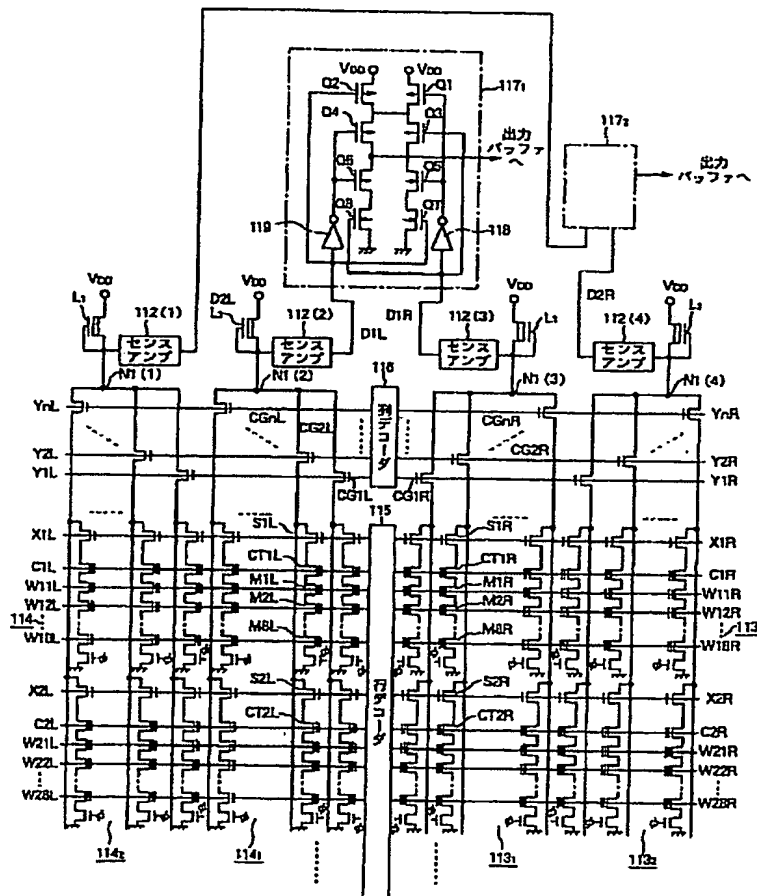 VDD VDD
Q2 Q1
117₁
Q4 Q3
出力
バッファ
へ
117₂
Q6 Q5
出力
バッファへ
Q8 Q7
119
118
VDD
L₁
112(1)
センス
アンプ
VDD
D2L
112(2)
センス
アンプ
D1L
D1R
112(3)
センス
アンプ
VDD
D2R
112(4)
センス
アンプ
VDD
N1(1) N1(2) N1(3) N1(4)
116
列デコーダ
YnL CGnL CG2L CGnR YnR
CG2R
Y2L Y2R
Y1L Y1R
CG1L CG1R
115
行デコーダ
S1L S1R
X1L X1R
CT1L CT1R
C1L C1R
W11L M1L M1R W11R
W12L M2L M2R W12R
114 113
M8L M8R
W18R
S2L S2R
X2L X2R
CT2L CT2R
C2L C2R
W21L W21R
W22L W22R
W28L W28R
114₂ 114₁ 113₁ 113₂